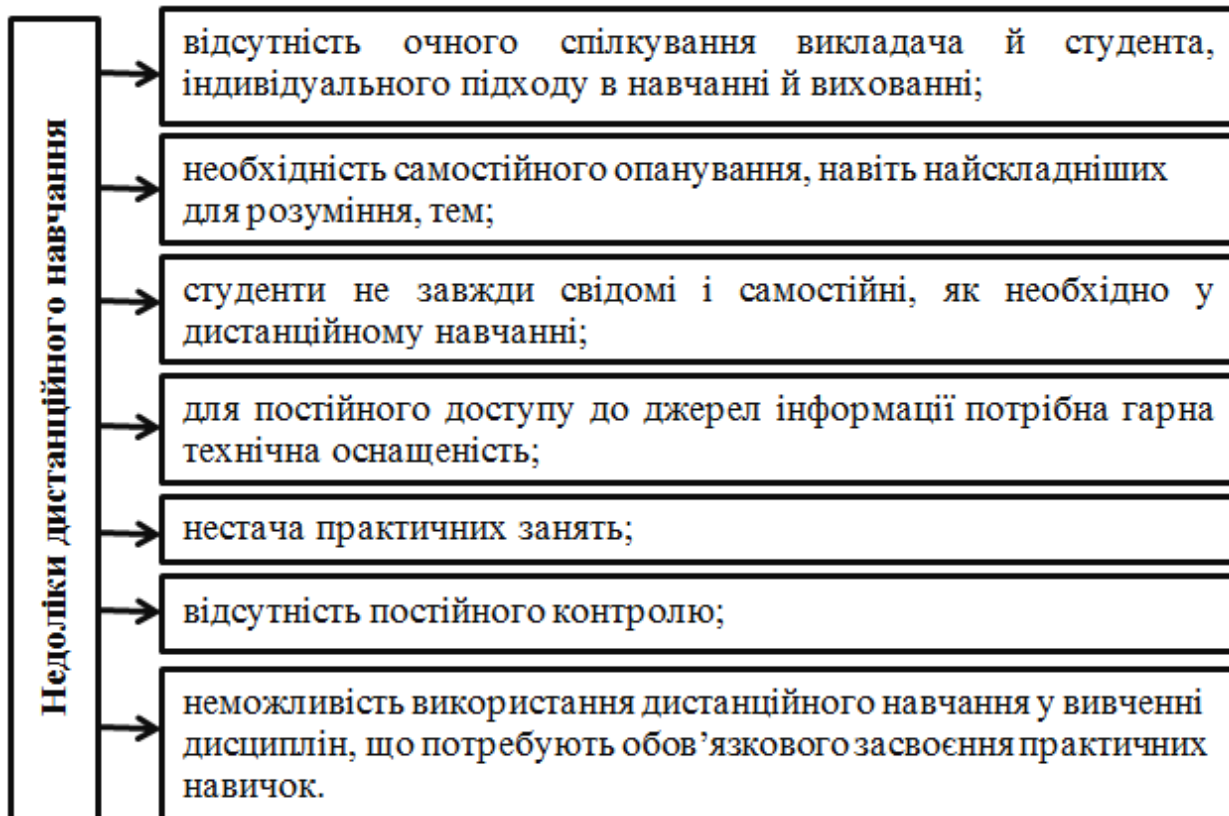 Недоліки дистанційного навчання
відсутність очного спілкування викладача й студента,
індивідуального підходу в навчанні й вихованні;
необхідність самостійного опанування, навіть найскладніших
для розуміння, тем;
студенти не завжди свідомі і самостійні, як необхідно у
дистанційному навчанні;
для постійного доступу до джерел інформації потрібна гарна
технічна оснащеність;
нестача практичних занять;
відсутність постійного контролю;
неможливість використання дистанційного навчання у вивченні
дисциплін, що потребують обов’язкового засвоєння практичних
навичок.